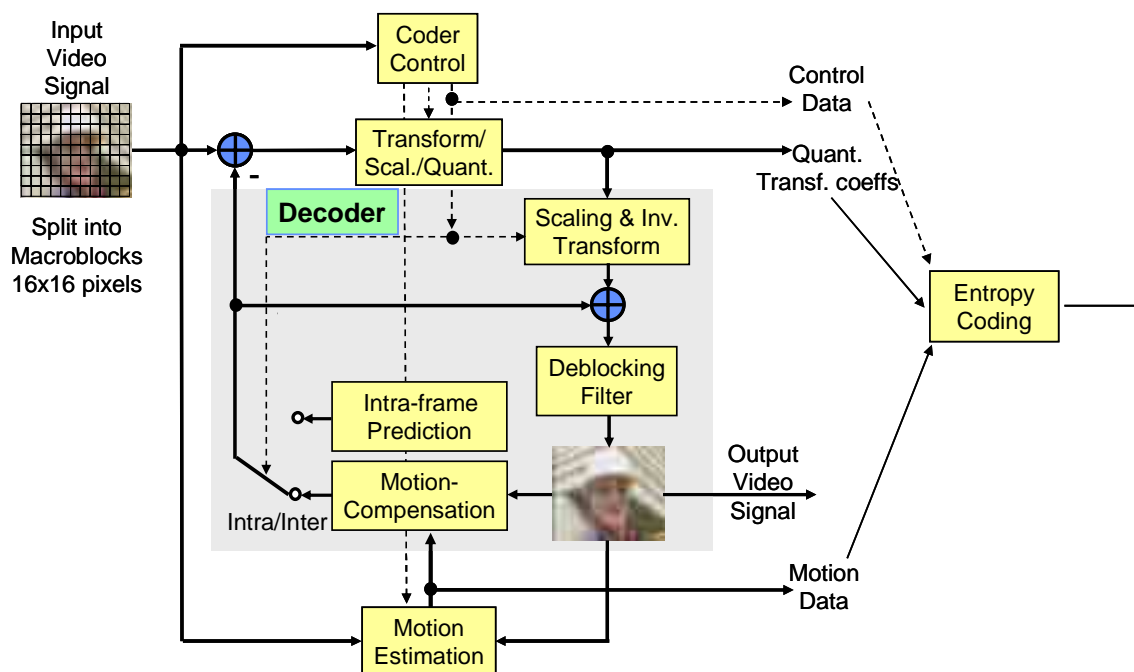 Input
Video
Signal
Split into
Macroblocks
16x16 pixels
Coder
Control
Control
Data
Transform/
Scal./Quant.
Quant.
Transf. coeffs
-
Decoder
Scaling & Inv.
Transform
Entropy
Coding
Deblocking
Filter
Intra-frame
Prediction
Motion-
Compensation
Intra/Inter
Output
Video
Signal
Motion
Data
Motion
Estimation